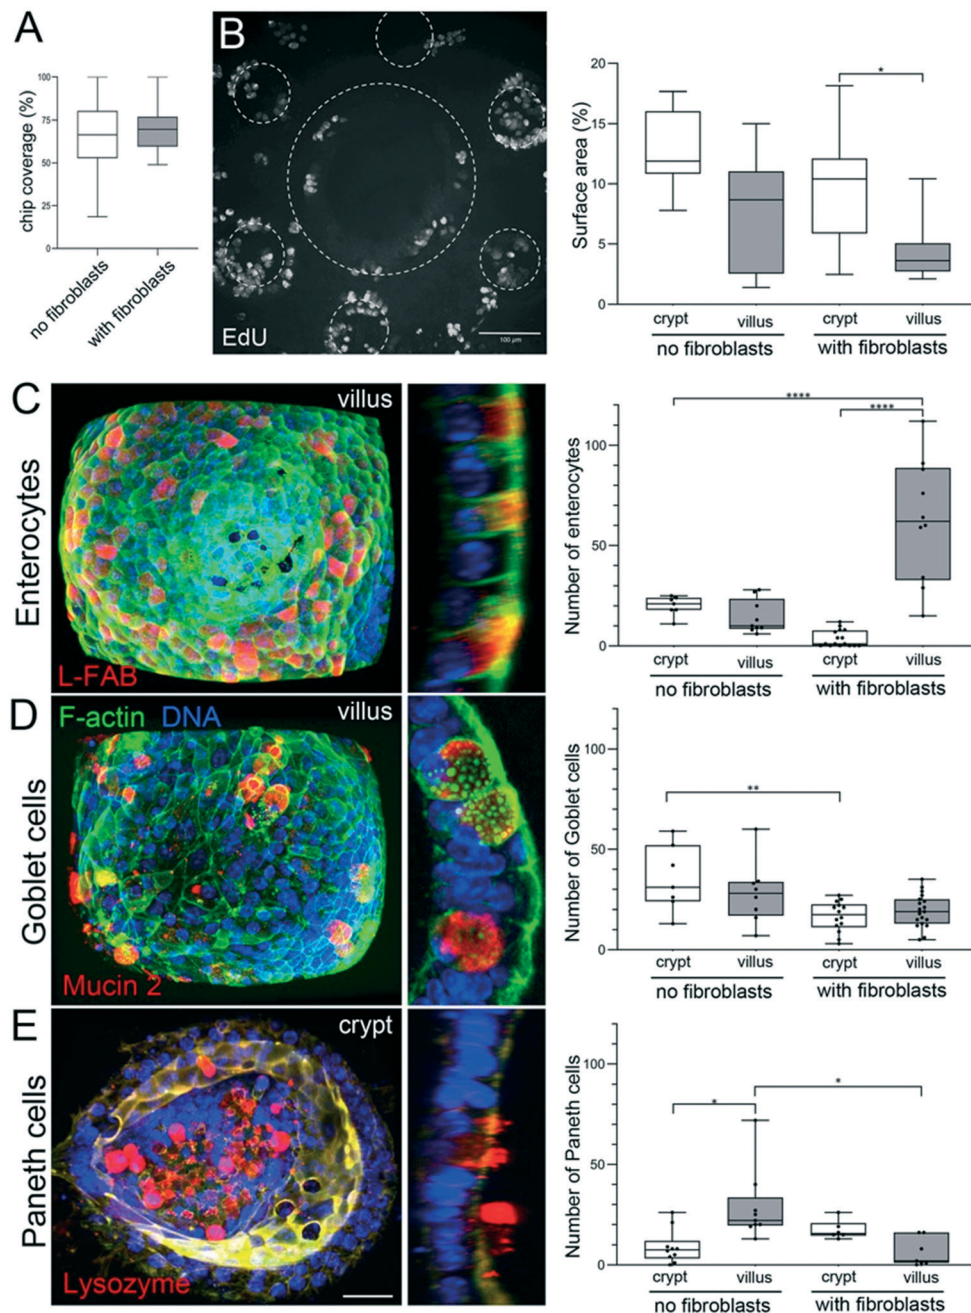 A
chip coverage (%)
100
75
50
25
0
no fibroblasts
with fibroblasts
B
EdU
100 µm
Surface area (%)
20
15
10
5
0
*
crypt villus crypt villus
no fibroblasts with fibroblasts
C
Enterocytes
villus
L-FAB
Number of enterocytes
100
50
0
****
****
crypt villus crypt villus
no fibroblasts with fibroblasts
D
Goblet cells
F-actin DNA villus
Mucin 2
Number of Goblet cells
100
50
0
**
crypt villus crypt villus
no fibroblasts with fibroblasts
E
Paneth cells
crypt
Lysozyme
Number of Paneth cells
100
50
0
*
*
crypt villus crypt villus
no fibroblasts with fibroblasts